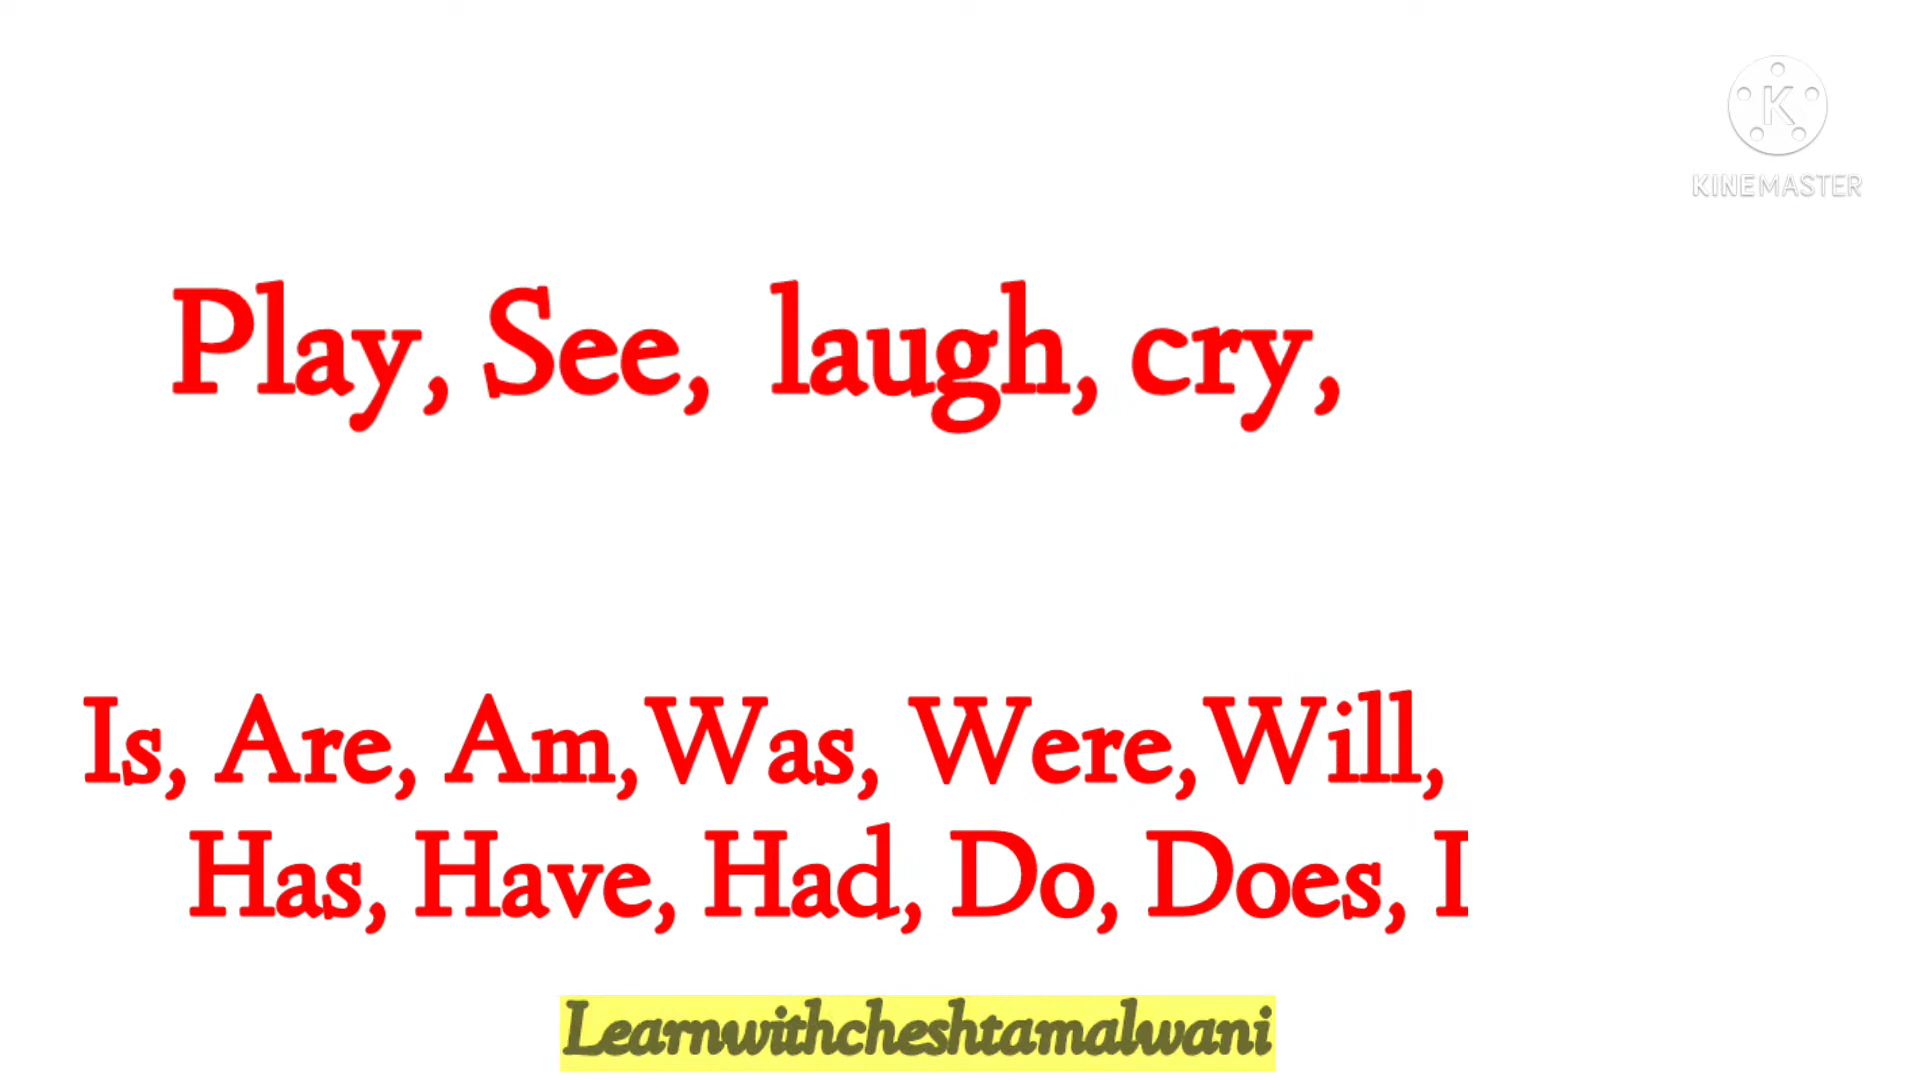 K
KINEMASTER
Play, See, laugh, cry,
Is, Are, Am, Was, Were, Will,
Has, Have, Had, Do, Does,
Learnwithcheshtamalwani